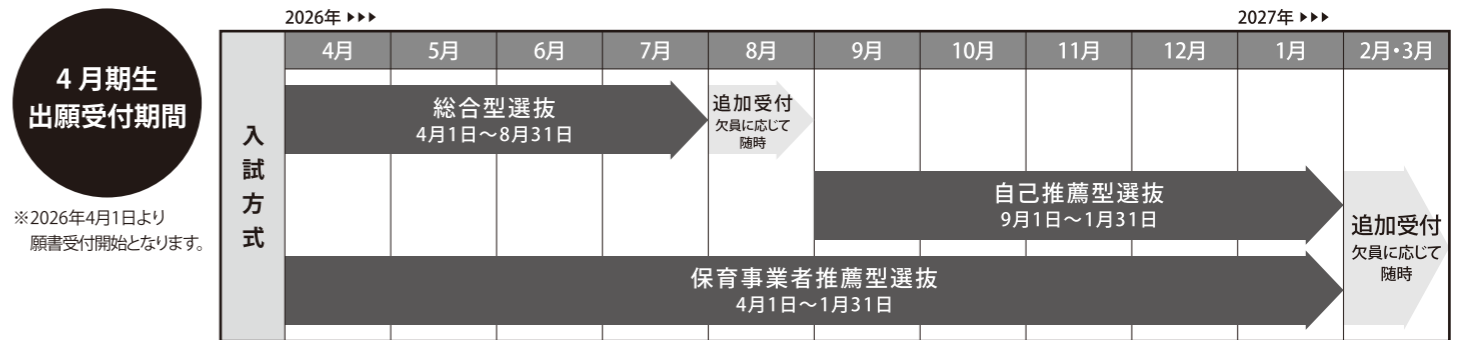 4月期生
出願受付期間
※2026年4月1日より
願書受付開始となります。
2026年 ▶▶▶
2027年 ▶▶▶
入試方式
4月 5月 6月 7月 8月 9月 10月 11月 12月 1月 2月・3月
総合型選抜
4月1日～8月31日
追加受付
欠員に応じて
随時
自己推薦型選抜
9月1日～1月31日
保育事業者推薦型選抜
4月1日～1月31日
追加受付
欠員に応じて
随時